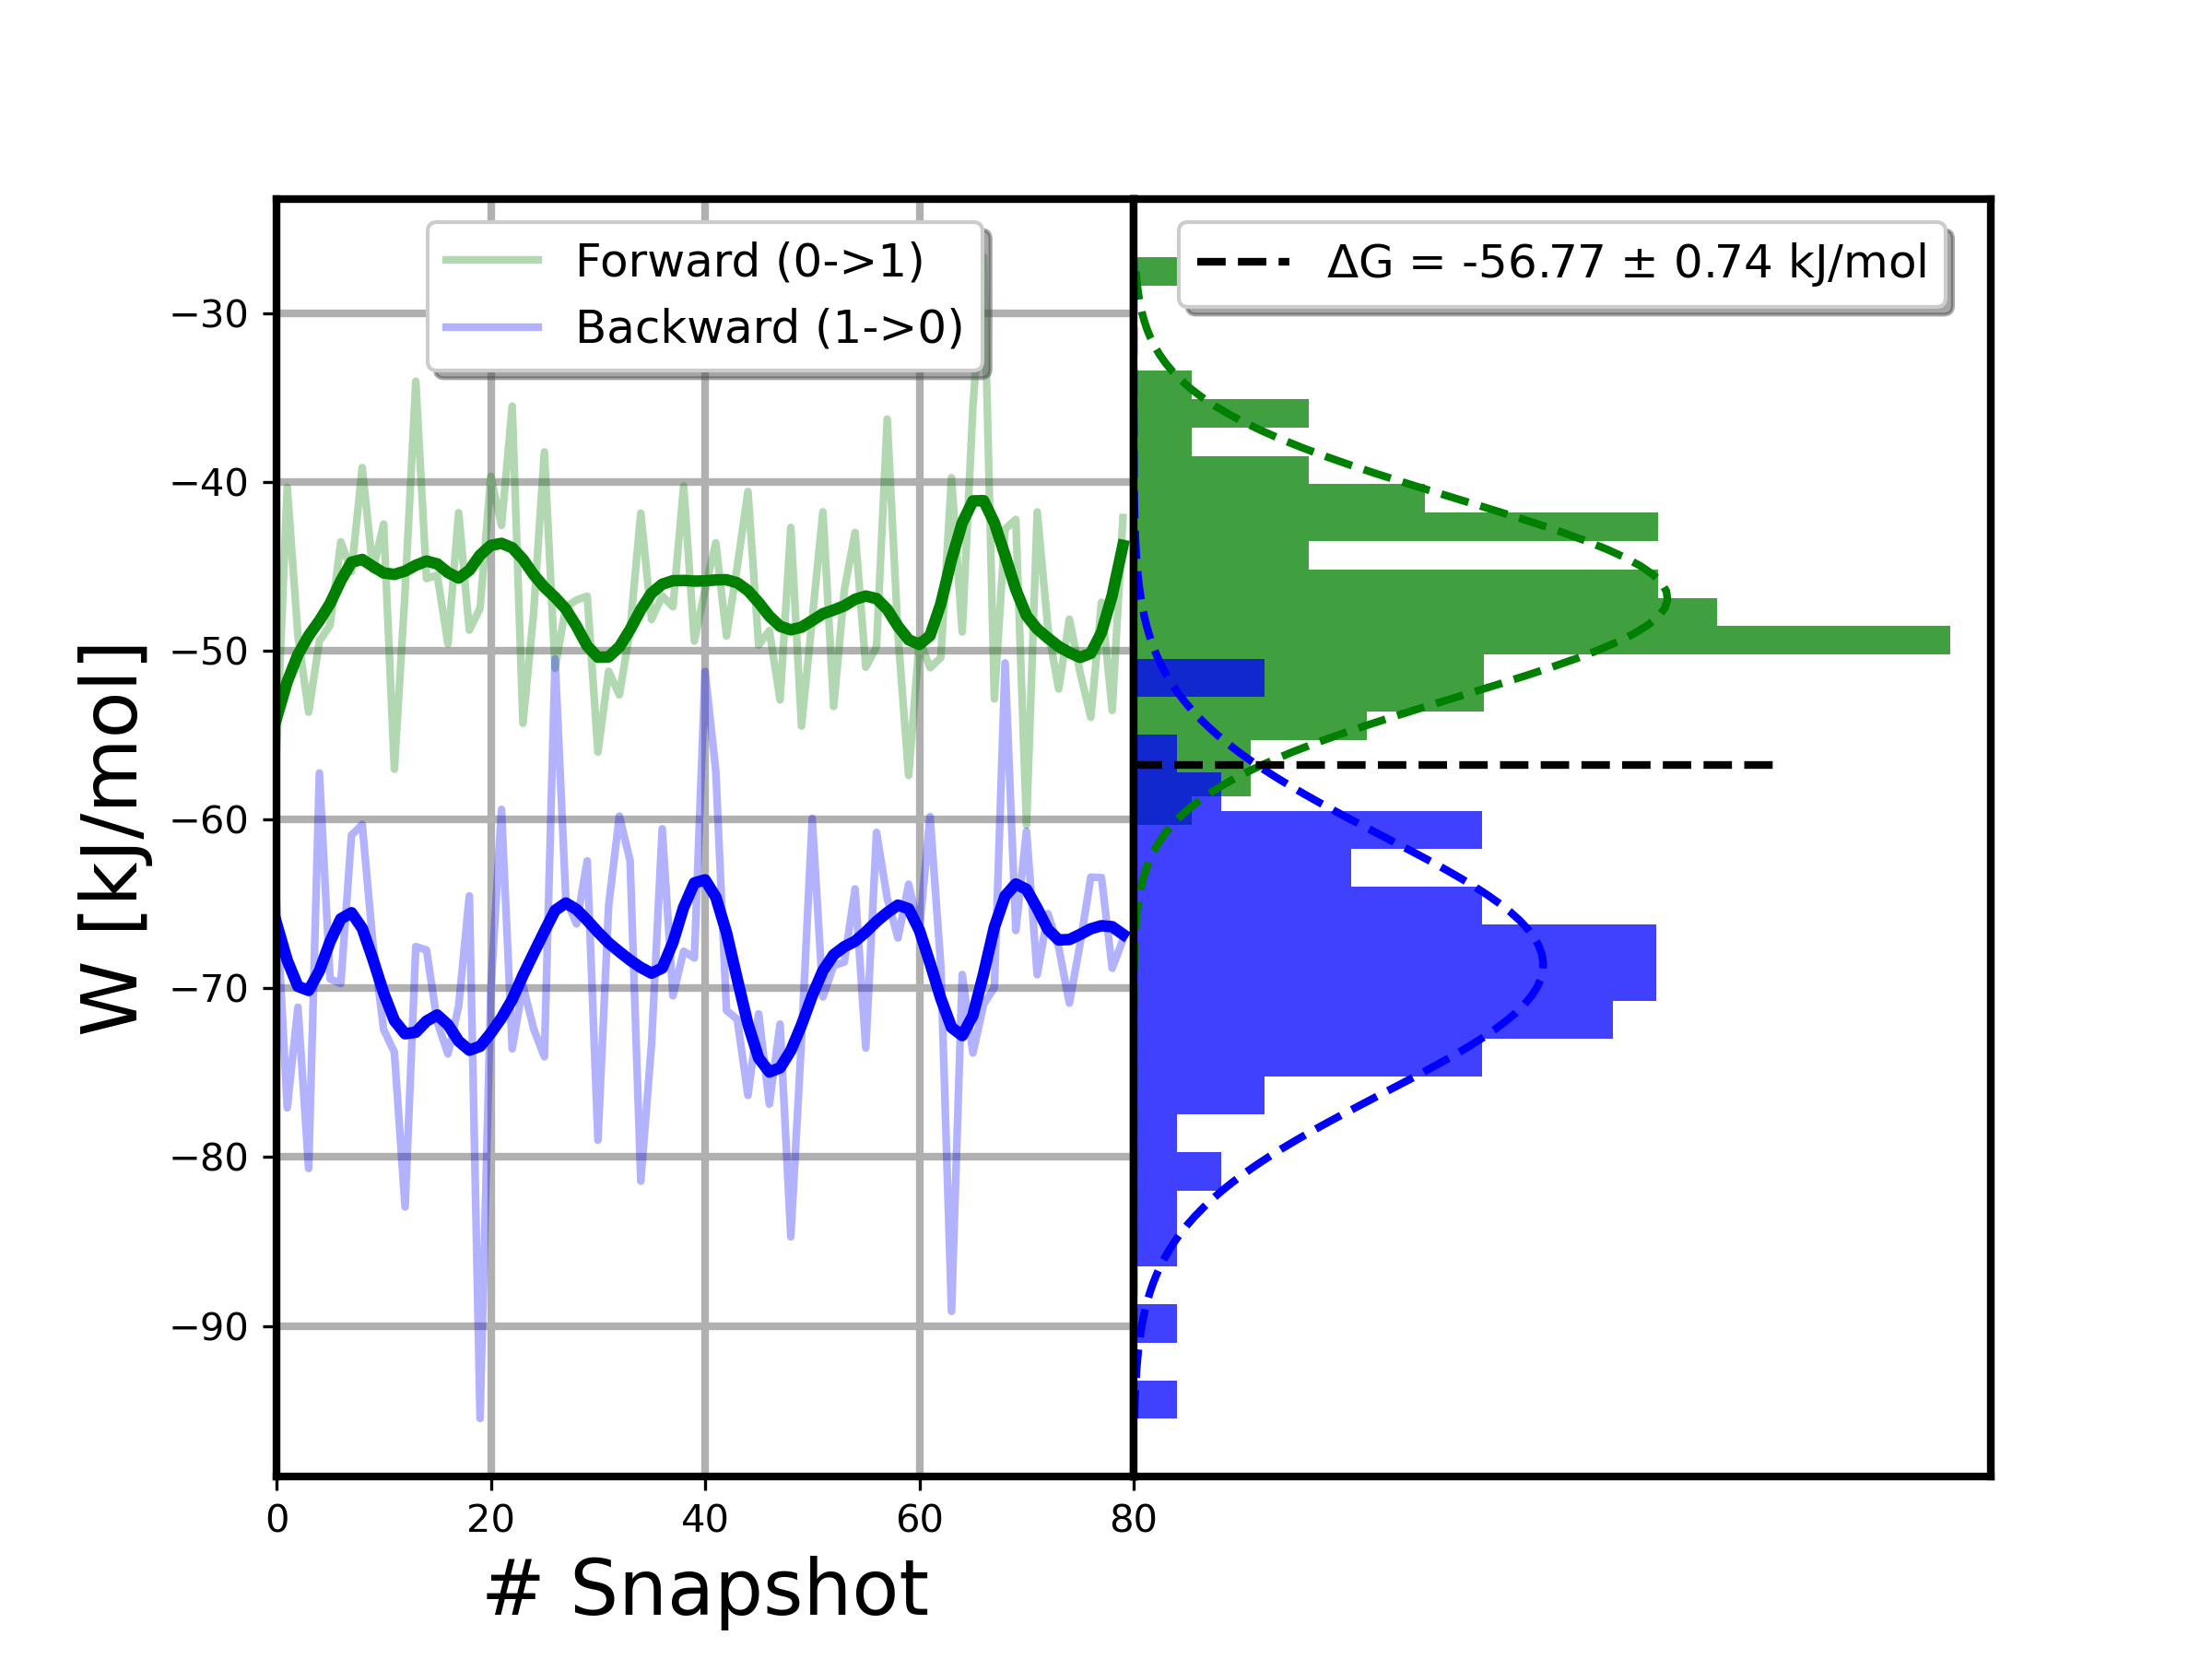 Forward (0->1)
Backward (1->0)
ΔG = -56.77 ± 0.74 kJ/mol
W [kJ/mol]
−30
−40
−50
−60
−70
−80
−90
0 20 40 60 80
# Snapshot